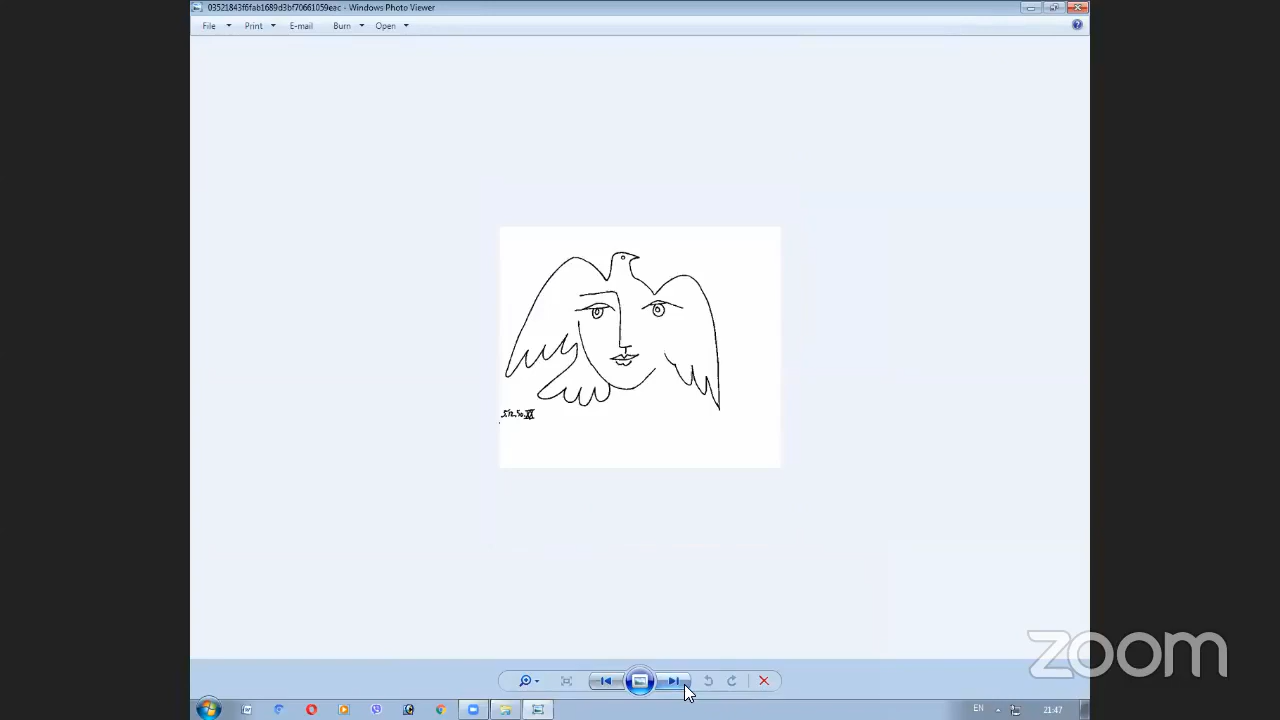 03521843f6fab1689d3bf70661059eac - Windows Photo Viewer
File Print E-mail Burn Open
zoom
EN 21:47